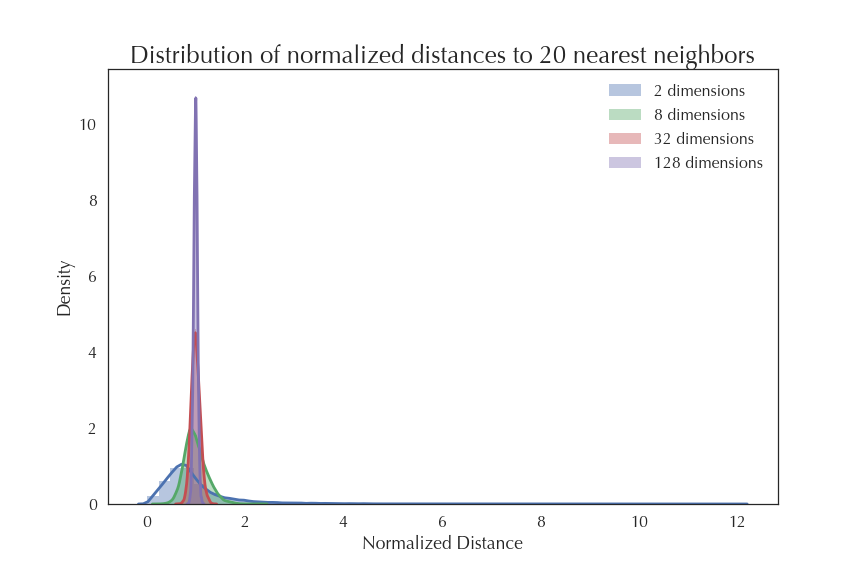 Distribution of normalized distances to 20 nearest neighbors
2 dimensions
8 dimensions
32 dimensions
128 dimensions
10
8
6
4
2
0
Density
0 2 4 6 8 10 12
Normalized Distance